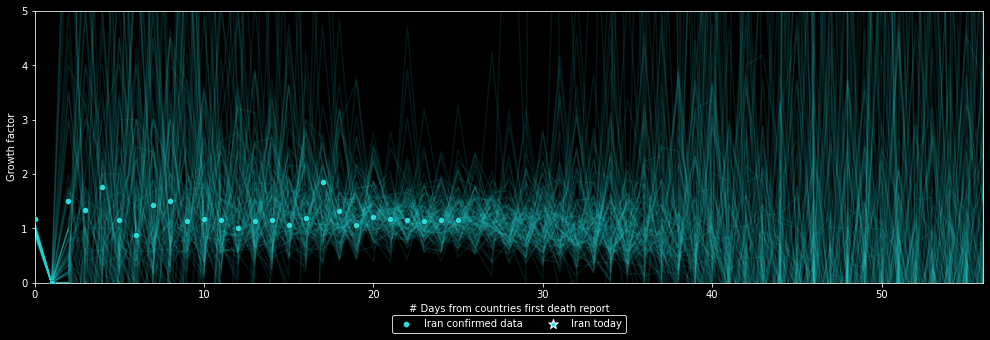 5
4
3
2
1
0
Growth factor
0 10 20 30 40 50
# Days from countries first death report
Iran confirmed data Iran today